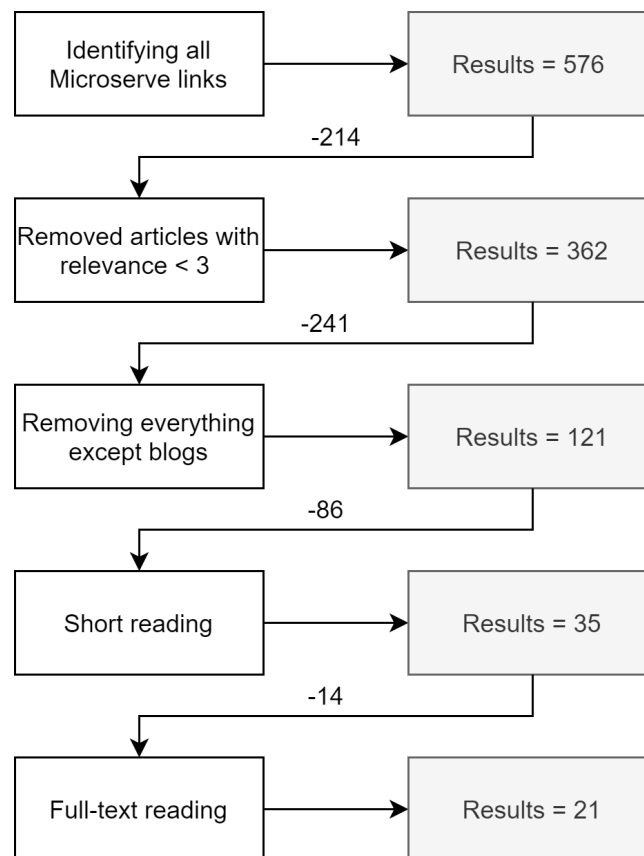 Identifying all
Microserve links
Results = 576
-214
Removed articles with
relevance < 3
Results = 362
-241
Removing everything
except blogs
Results = 121
-86
Short reading
Results = 35
-14
Full-text reading
Results = 21